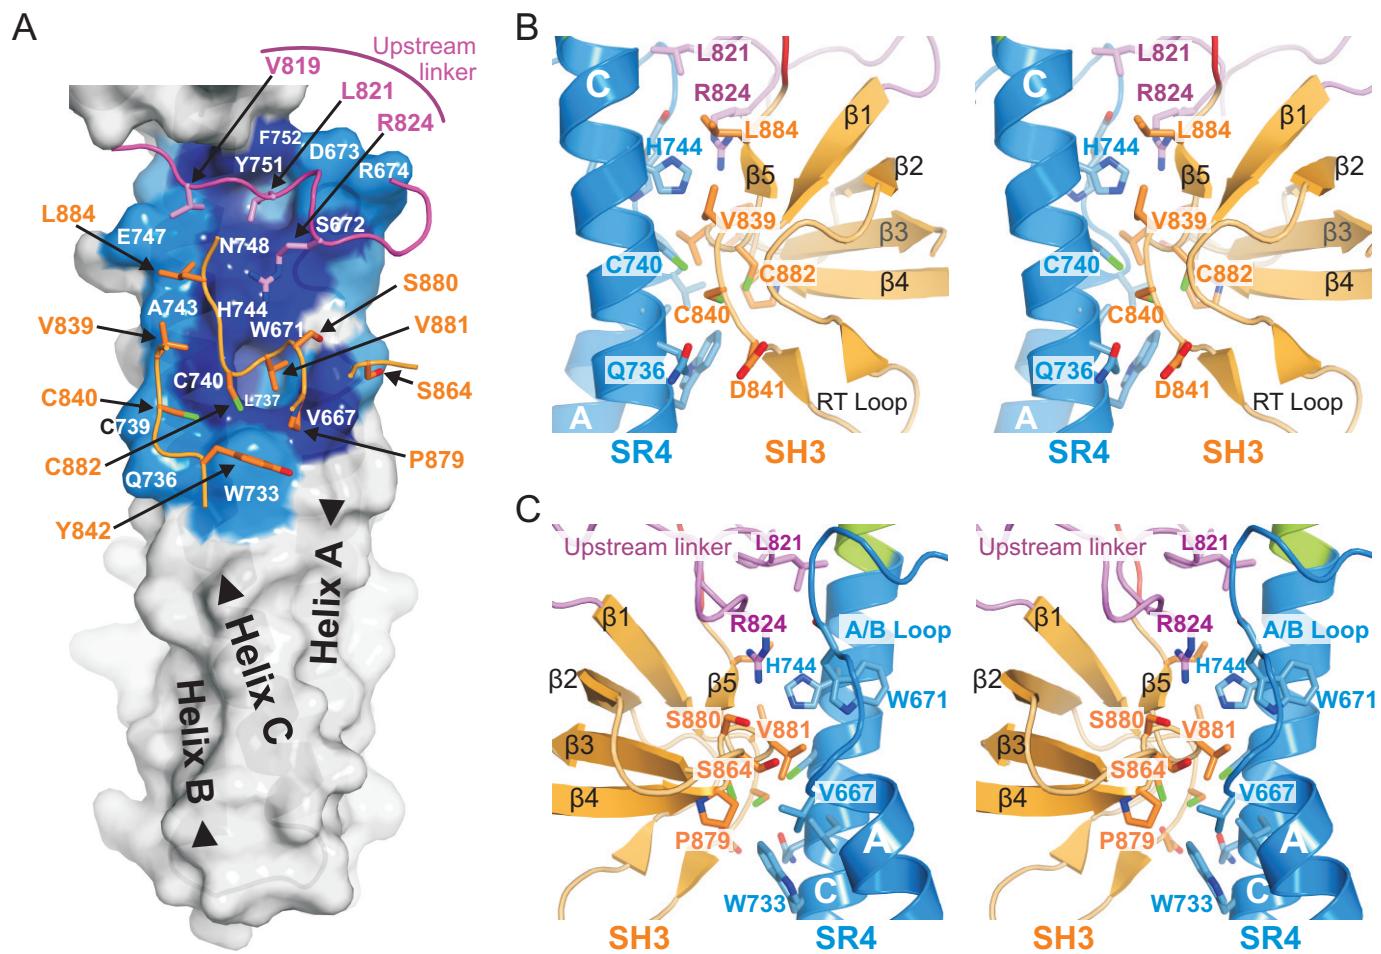 A
Upstream
linker
V819
L821
R824
F752
D673
Y751
R674
L884
E747
N748
S672
S880
A743
H744
V839
W671
V881
C740
S864
L737
C840
C739
V667
C882
P879
Q736
W733
Y842
Helix A
Helix C
Helix B
B
L821
C
R824
L884
β1
H744
β5
β2
V839
β3
C740
C882
β4
C840
Q736
D841
RT Loop
A
SR4
SH3
L821
C
R824
L884
β1
H744
β5
β2
V839
β3
C740
C882
β4
C840
Q736
D841
RT Loop
A
SR4
SH3
C
Upstream linker
L821
β1
R824
A/B Loop
H744
β2
β5
W671
S880
V881
β3
S864
β4
V667
P879
A
W733
C
SH3
SR4
Upstream linker
L821
β1
R824
A/B Loop
H744
β2
β5
W671
S880
V881
β3
S864
β4
V667
P879
A
W733
C
SH3
SR4